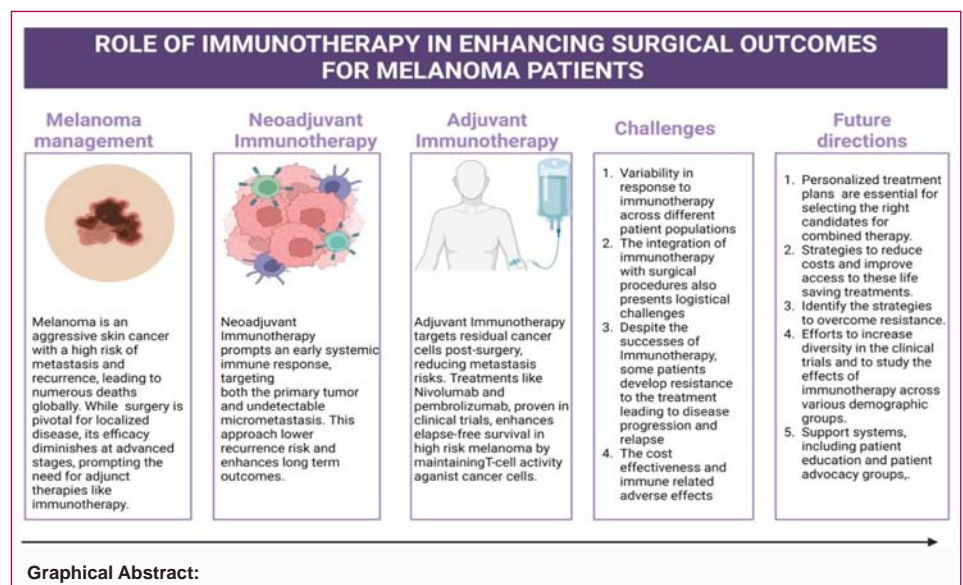 ROLE OF IMMUNOTHERAPY IN ENHANCING SURGICAL OUTCOMES
FOR MELANOMA PATIENTS
Melanoma
management
Melanoma is an
aggressive skin cancer
with a high risk of
metastasis and
recurrence, leading to
numerous deaths
globally. While surgery is
pivotal for localized
disease, its efficacy
diminishes at advanced
stages, prompting the
need for adjunct
therapies like
immunotherapy.
Neoadjuvant
Immunotherapy
Neoadjuvant
Immunotherapy
prompts an early systemic
immune response,
targeting
both the primary tumor
and undetectable
micrometastasis. This
approach lower
recurrence risk and
enhances long term
outcomes.
Adjuvant
Immunotherapy
Adjuvant Immunotherapy
targets residual cancer
cells post-surgery,
reducing metastasis
risks. Treatments like
Nivolumab and
pembrolizumab, proven in
clinical trials, enhances
elapse-free survival in
high risk melanoma by
maintainingT-cell activity
aganist cancer cells.
Challenges
1. Variability in
response to
immunotherapy
across different
patient populations
2. The integration of
immunotherapy
with surgical
procedures also
presents logistical
challenges
3. Despite the
successes of
Immunotherapy,
some patients
develop resistance
to the treatment
leading to disease
progression and
relapse
4. The cost
effectiveness and
immune related
adverse effects
Future
directions
1. Personalized treatment
plans are essential for
selecting the right
candidates for
combined therapy.
2. Strategies to reduce
costs and improve
access to these life
saving treatments.
3. Identify the strategies
to overcome resistance.
4. Efforts to increase
diversity in the clinical
trials and to study the
effects of
immunotherapy across
various demographic
groups.
5. Support systems,
including patient
education and patient
advocacy groups,.
Graphical Abstract: